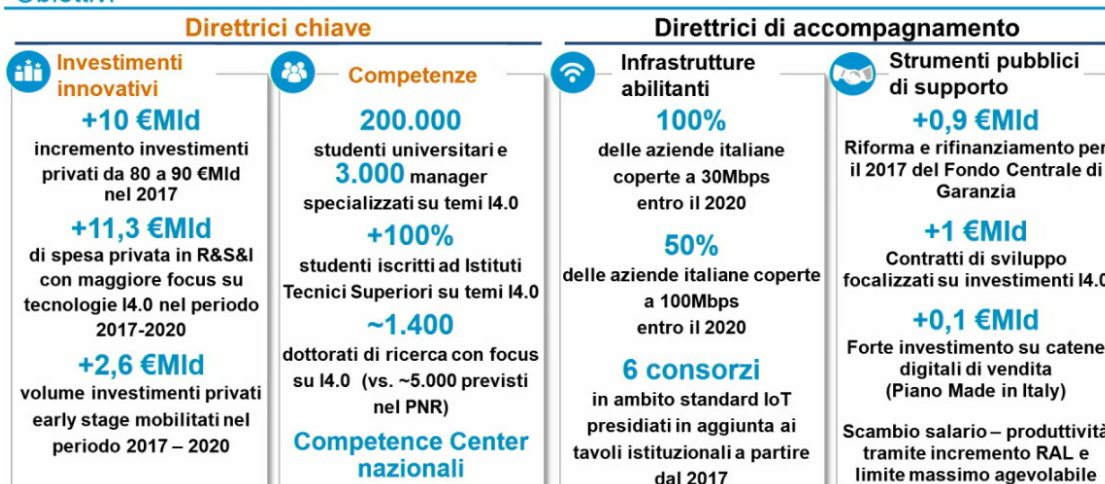 Direttrici chiave
Investimenti
innovativi
+10 €Mld
incremento investimenti
privati da 80 a 90 €Mld
nel 2017
+11,3 €Mld
di spesa privata in R&S&I
con maggiore focus su
tecnologie I4.0 nel periodo
2017-2020
+2,6 €Mld
volume investimenti privati
early stage mobilitati nel
periodo 2017 – 2020
Competenze
200.000
studenti universitari e
3.000 manager
specializzati su temi I4.0
+100%
studenti iscritti ad Istituti
Tecnici Superiori su temi I4.0
~1.400
dottorati di ricerca con focus
su I4.0 (vs. ~5.000 previsti
nel PNR)
Competence Center
nazionali
Direttrici di accompagnamento
Infrastrutture
abilitanti
100%
delle aziende italiane
coperte a 30Mbps
entro il 2020
50%
delle aziende italiane coperte
a 100Mbps
entro il 2020
6 consorzi
in ambito standard IoT
presidiati in aggiunta ai
tavoli istituzionali a partire
dal 2017
Strumenti pubblici
di supporto
+0,9 €Mld
Riforma e rifinanziamento per
il 2017 del Fondo Centrale di
Garanzia
+1 €Mld
Contratti di sviluppo
focalizzati su investimenti I4.0
+0,1 €Mld
Forte investimento su catene
digitali di vendita
(Piano Made in Italy)
Scambio salario – produttività
tramite incremento RAL e
limite massimo agevolabile